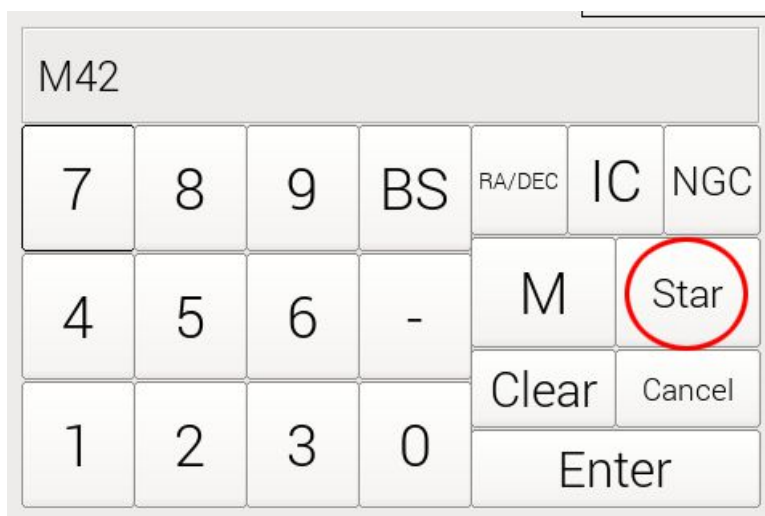 M42
7 8 9 BS RA/DEC IC NGC
4 5 6 - M Star
Clear Cancel
1 2 3 0 Enter